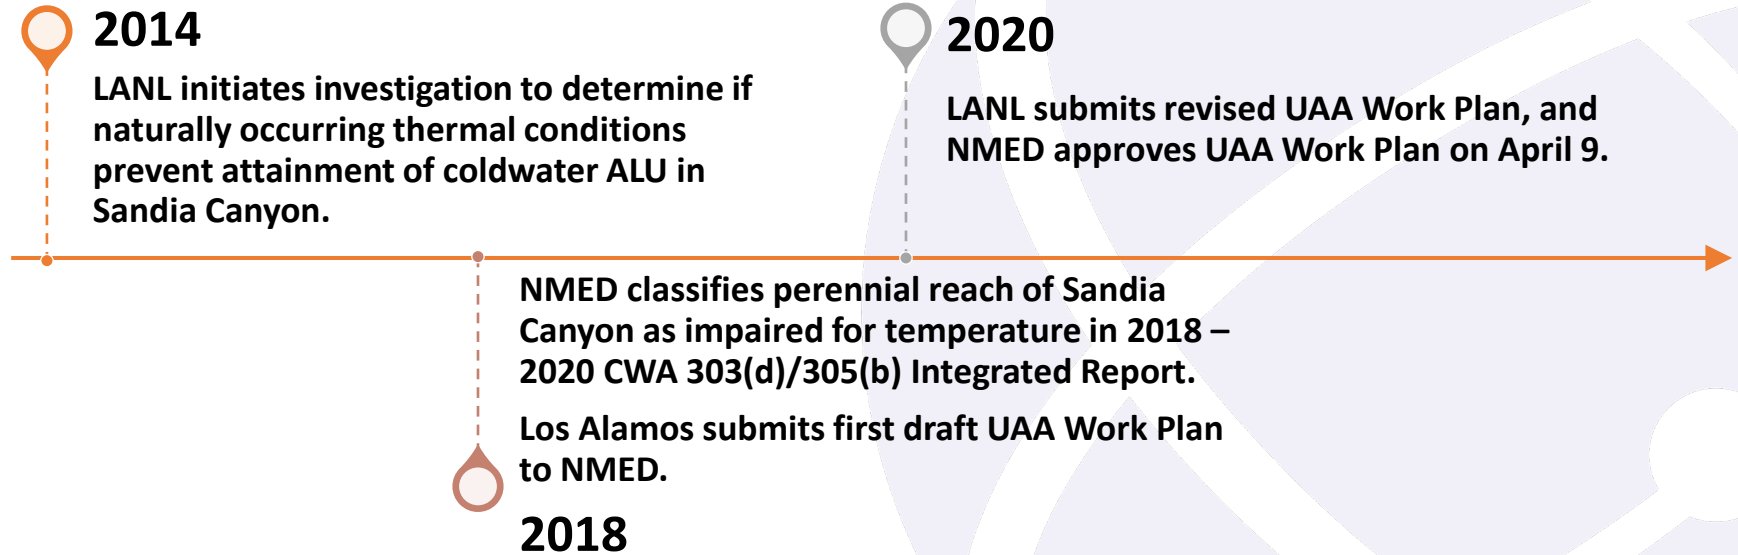 2014
LANL initiates investigation to determine if
naturally occurring thermal conditions
prevent attainment of coldwater ALU in
Sandia Canyon.
2020
LANL submits revised UAA Work Plan, and
NMED approves UAA Work Plan on April 9.
NMED classifies perennial reach of Sandia
Canyon as impaired for temperature in 2018 –
2020 CWA 303(d)/305(b) Integrated Report.
Los Alamos submits first draft UAA Work Plan
to NMED.
2018